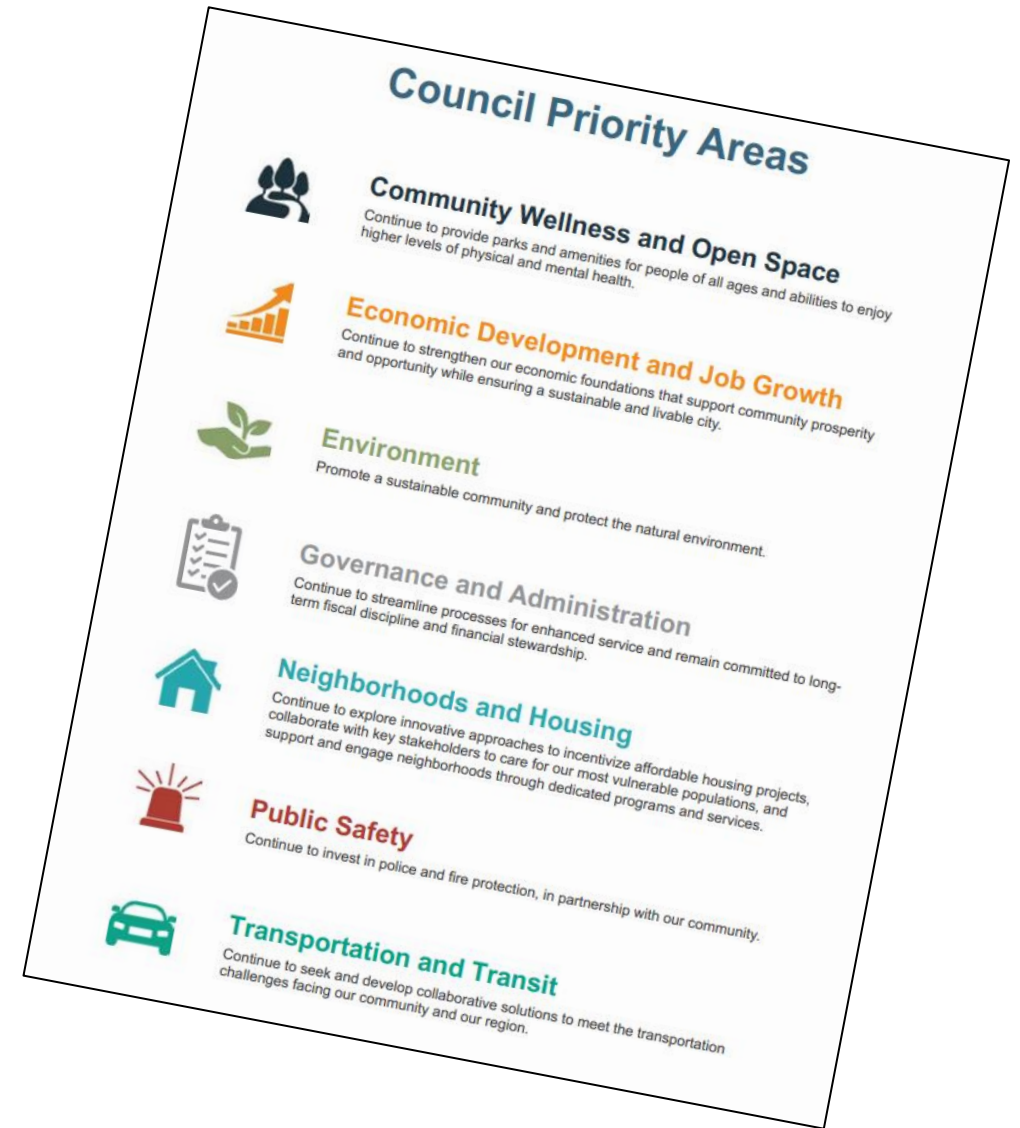 Council Priority Areas
Community Wellness and Open Space
Continue to provide parks and amenities for people of all ages and abilities to enjoy
higher levels of physical and mental health.
Economic Development and Job Growth
Continue to strengthen our economic foundations that support community prosperity
and opportunity while ensuring a sustainable and livable city.
Environment
Promote a sustainable community and protect the natural environment.
Governance and Administration
Continue to streamline processes for enhanced service and remain committed to long-
term fiscal discipline and financial stewardship.
Neighborhoods and Housing
Continue to explore innovative approaches to incentivize affordable housing projects,
collaborate with key stakeholders to care for our most vulnerable populations, and
support and engage neighborhoods through dedicated programs and services.
Public Safety
Continue to invest in police and fire protection, in partnership with our community.
Transportation and Transit
Continue to seek and develop collaborative solutions to meet the transportation
challenges facing our community and our region.